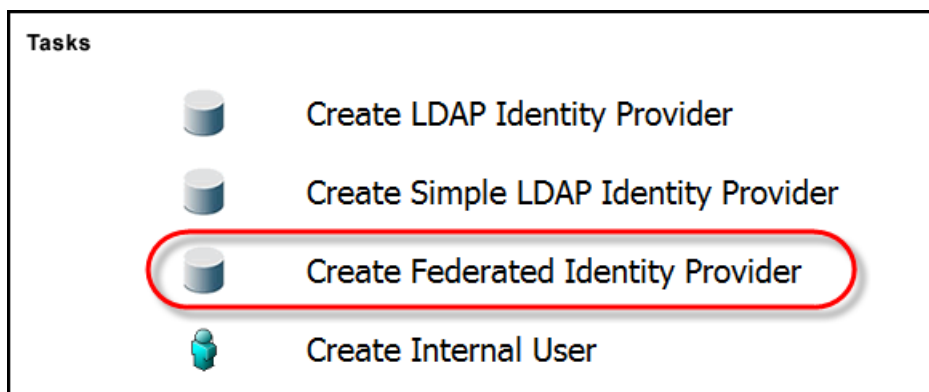 Tasks
Create LDAP Identity Provider
Create Simple LDAP Identity Provider
Create Federated Identity Provider
Create Internal User